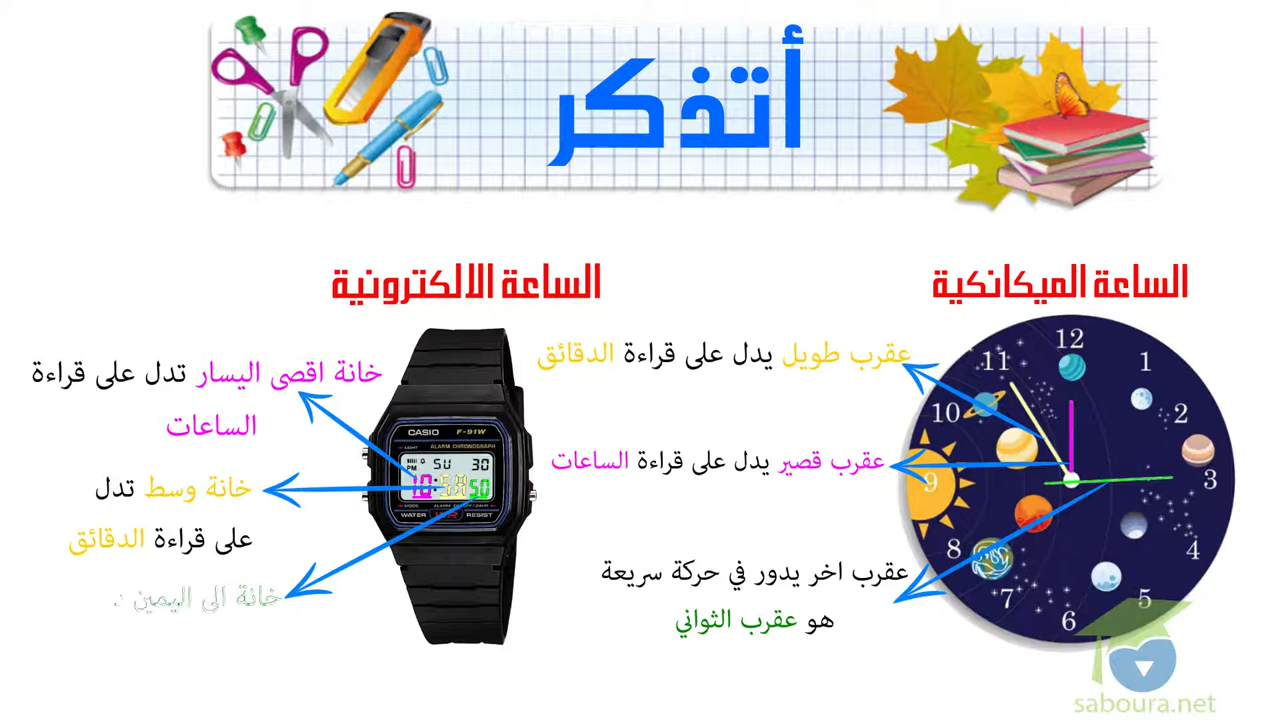 أتذكر
الساعة الميكانكية
الساعة الالكترونية
عقرب طويل يدل على قراءة الدقائق
عقرب قصير يدل على قراءة الساعات
عقرب اخر يدور في حركة سريعة
هو عقرب الثواني
12
1
2
3
4
5
6
7
8
9
10
11
خانة اقصى اليسار تدل على قراءة
الساعات
خانة وسط تدل
على قراءة الدقائق
خانة الى اليمين
CASIO F-91W
LIGHT ALARM CHRONOGRAPH
PM SU 30
10:58 50
MODE
WATER WR RESIST
saboura.net